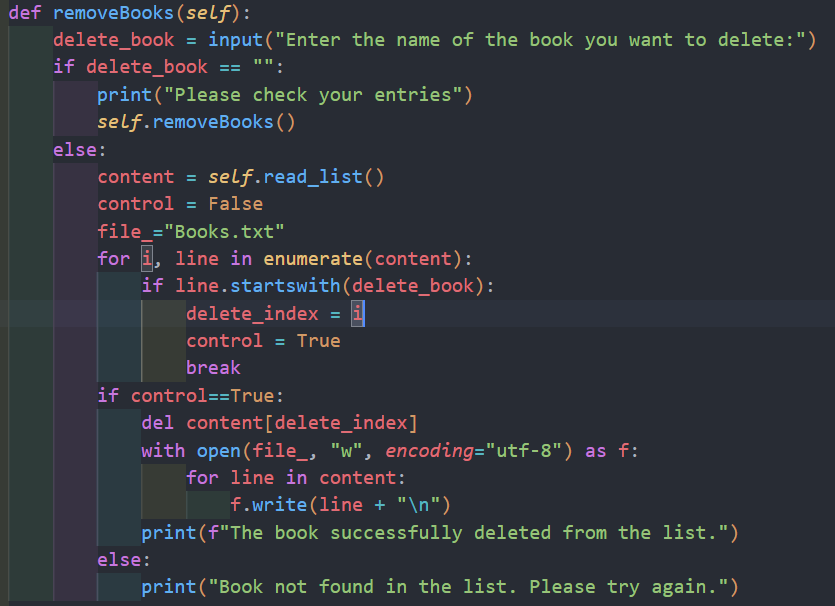 def removeBooks(self):
    delete_book = input("Enter the name of the book you want to delete:")
    if delete_book == "":
        print("Please check your entries")
        self.removeBooks()
    else:
        content = self.read_list()
        control = False
        file_="Books.txt"
        for i, line in enumerate(content):
            if line.startswith(delete_book):
                delete_index = i
                control = True
                break
        if control==True:
            del content[delete_index]
            with open(file_, "w", encoding="utf-8") as f:
                for line in content:
                    f.write(line + "\n")
            print(f"The book successfully deleted from the list.")
        else:
            print("Book not found in the list. Please try again.")